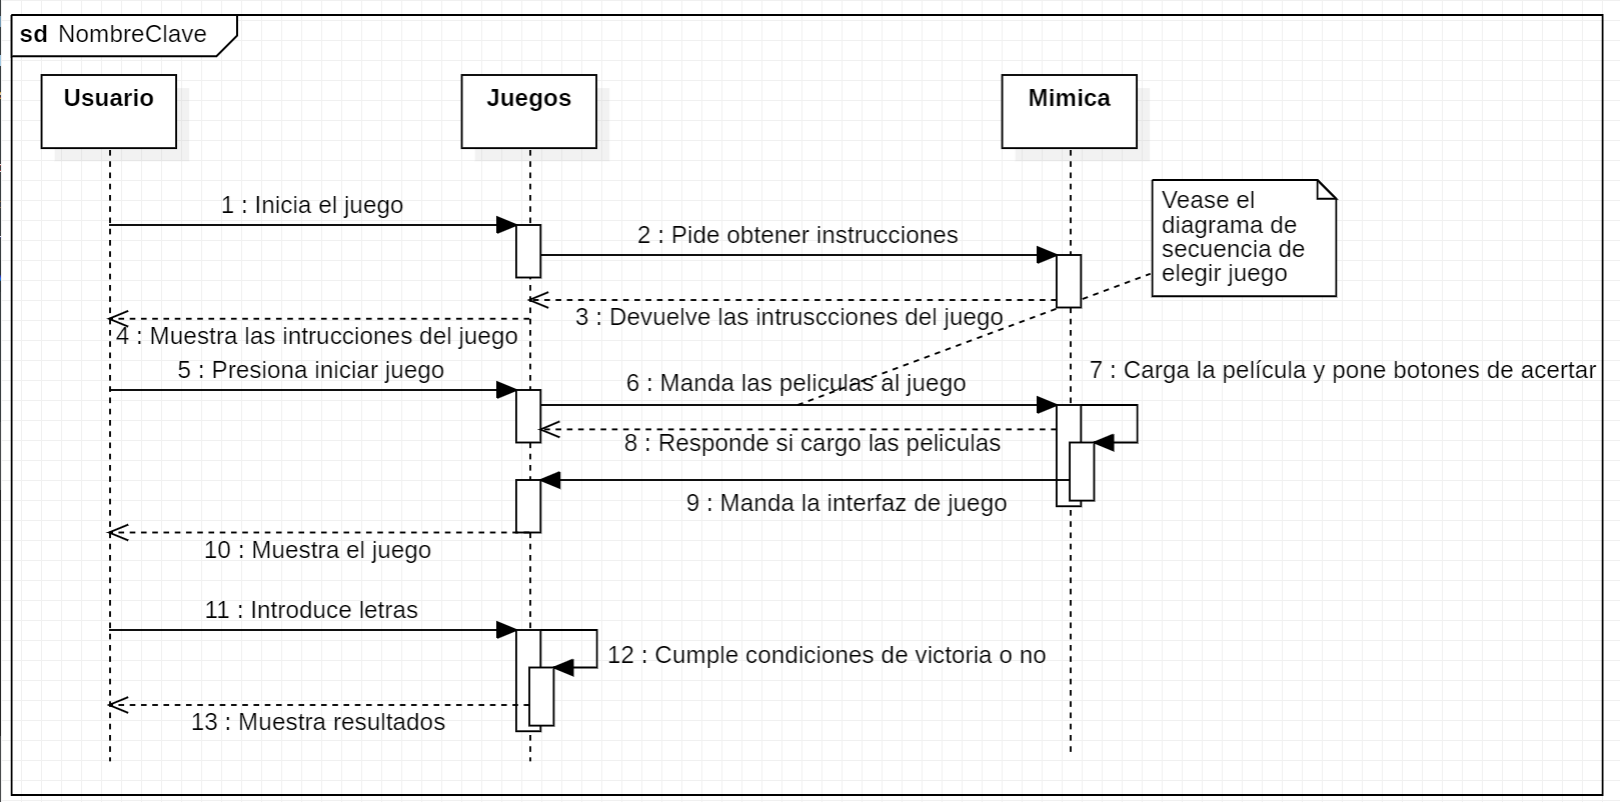 sd NombreClave
Usuario
Juegos
Mimica
Vease el
diagrama de
secuencia de
elegir juego
1 : Inicia el juego
2 : Pide obtener instrucciones
3 : Devuelve las intruscciones del juego
4 : Muestra las intrucciones del juego
5 : Presiona iniciar juego
6 : Manda las peliculas al juego
7 : Carga la película y pone botones de acertar
8 : Responde si cargo las peliculas
9 : Manda la interfaz de juego
10 : Muestra el juego
11 : Introduce letras
12 : Cumple condiciones de victoria o no
13 : Muestra resultados